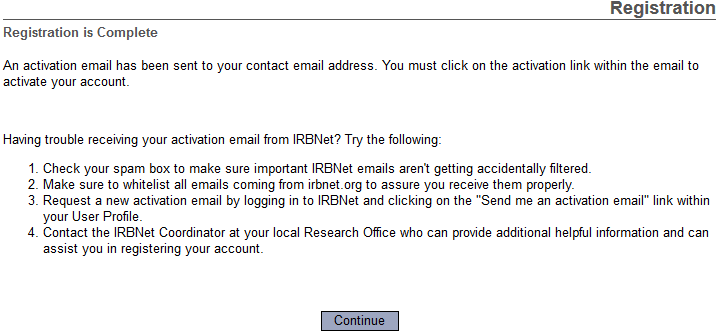 Registration
Registration is Complete
An activation email has been sent to your contact email address. You must click on the activation link within the email to
activate your account.
Having trouble receiving your activation email from IRBNet? Try the following:
1. Check your spam box to make sure important IRBNet emails aren't getting accidentally filtered.
2. Make sure to whitelist all emails coming from irbnet.org to assure you receive them properly.
3. Request a new activation email by logging in to IRBNet and clicking on the "Send me an activation email" link within
your User Profile.
4. Contact the IRBNet Coordinator at your local Research Office who can provide additional helpful information and can
assist you in registering your account.
Continue